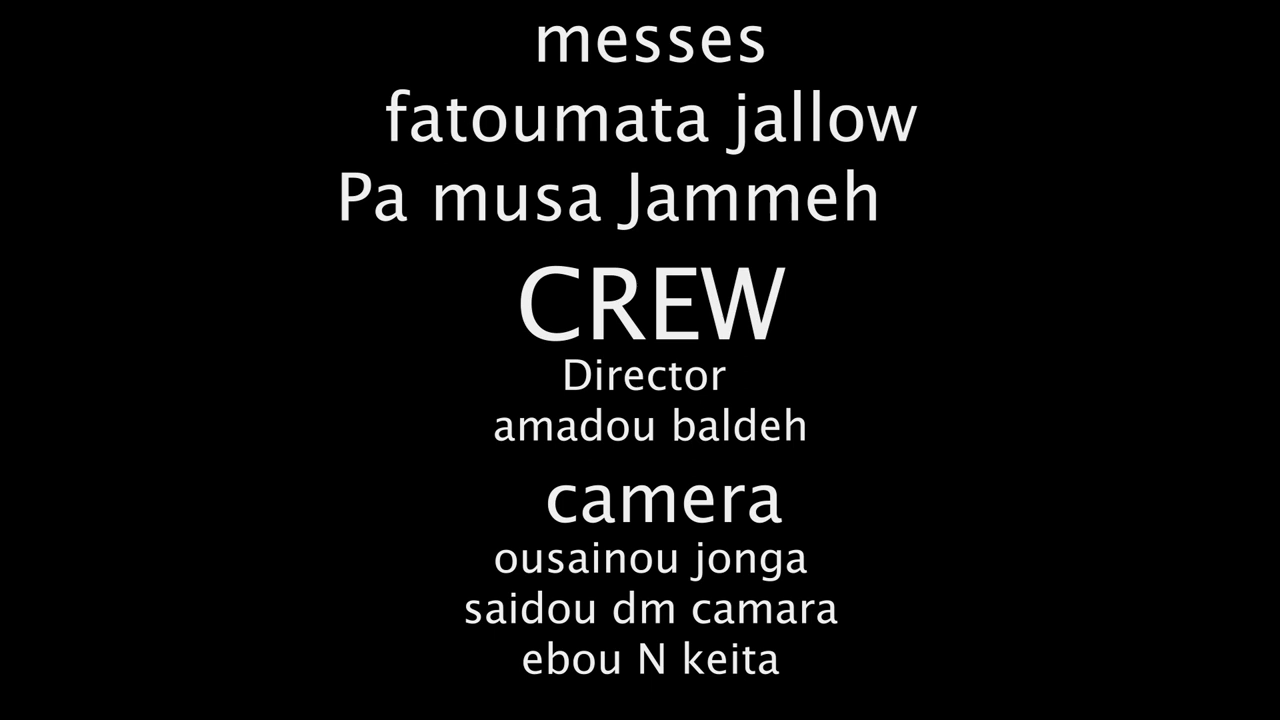 messes
fatoumata jallow
Pa musa Jammeh
CREW
Director
amadou baldeh
camera
ousainou jonga
saidou dm camara
ebou N keita